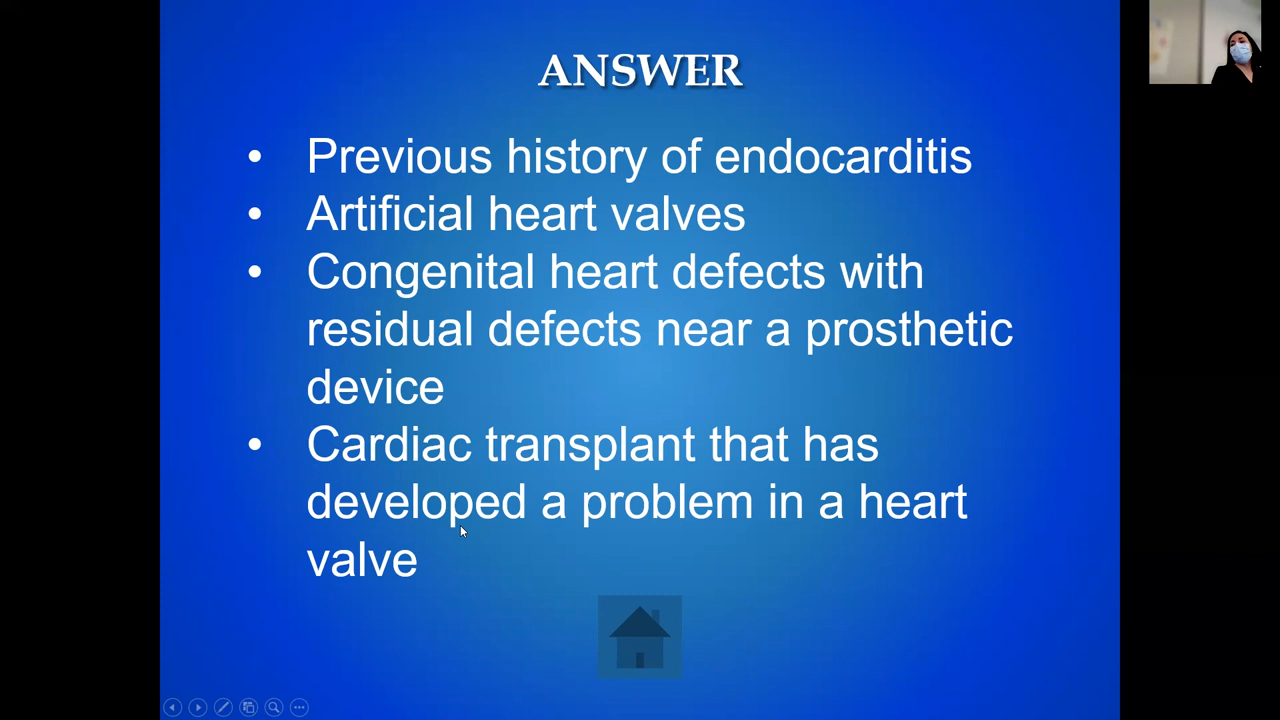 ANSWER
• Previous history of endocarditis
• Artificial heart valves
• Congenital heart defects with
residual defects near a prosthetic
device
• Cardiac transplant that has
developed a problem in a heart
valve